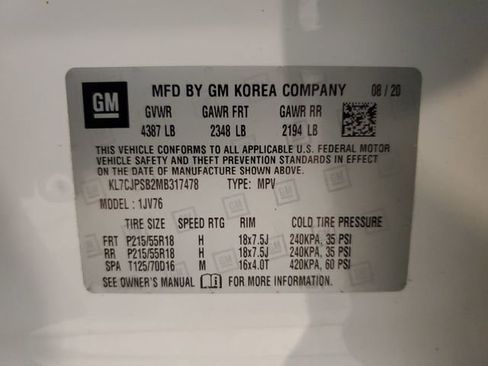 GM MFD BY GM KOREA COMPANY 08/20
GVWR GAWR FRT GAWR RR
4387 LB 2348 LB 2194 LB
THIS VEHICLE CONFORMS TO ALL APPLICABLE U.S. FEDERAL MOTOR
VEHICLE SAFETY AND THEFT PREVENTION STANDARDS IN EFFECT
ON THE DATE OF MANUFACTURE SHOWN ABOVE.
KL7CJPSB2MB317478 TYPE: MPV
MODEL: 1JV76
TIRE SIZE SPEED RTG RIM COLD TIRE PRESSURE
FRT P215/55R18 H 18x7.5J 240KPA, 35 PSI
RR P215/55R18 H 18x7.5J 240KPA, 35 PSI
SPA T125/70D16 M 16x4.0T 420KPA, 60 PSI
SEE OWNER'S MANUAL FOR MORE INFORMATION.